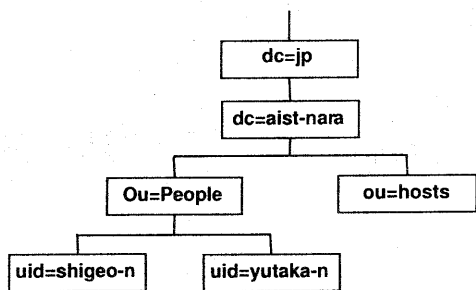 dc=jp
dc=aist-nara
Ou=People
ou=hosts
uid=shigeo-n
uid=yutaka-n